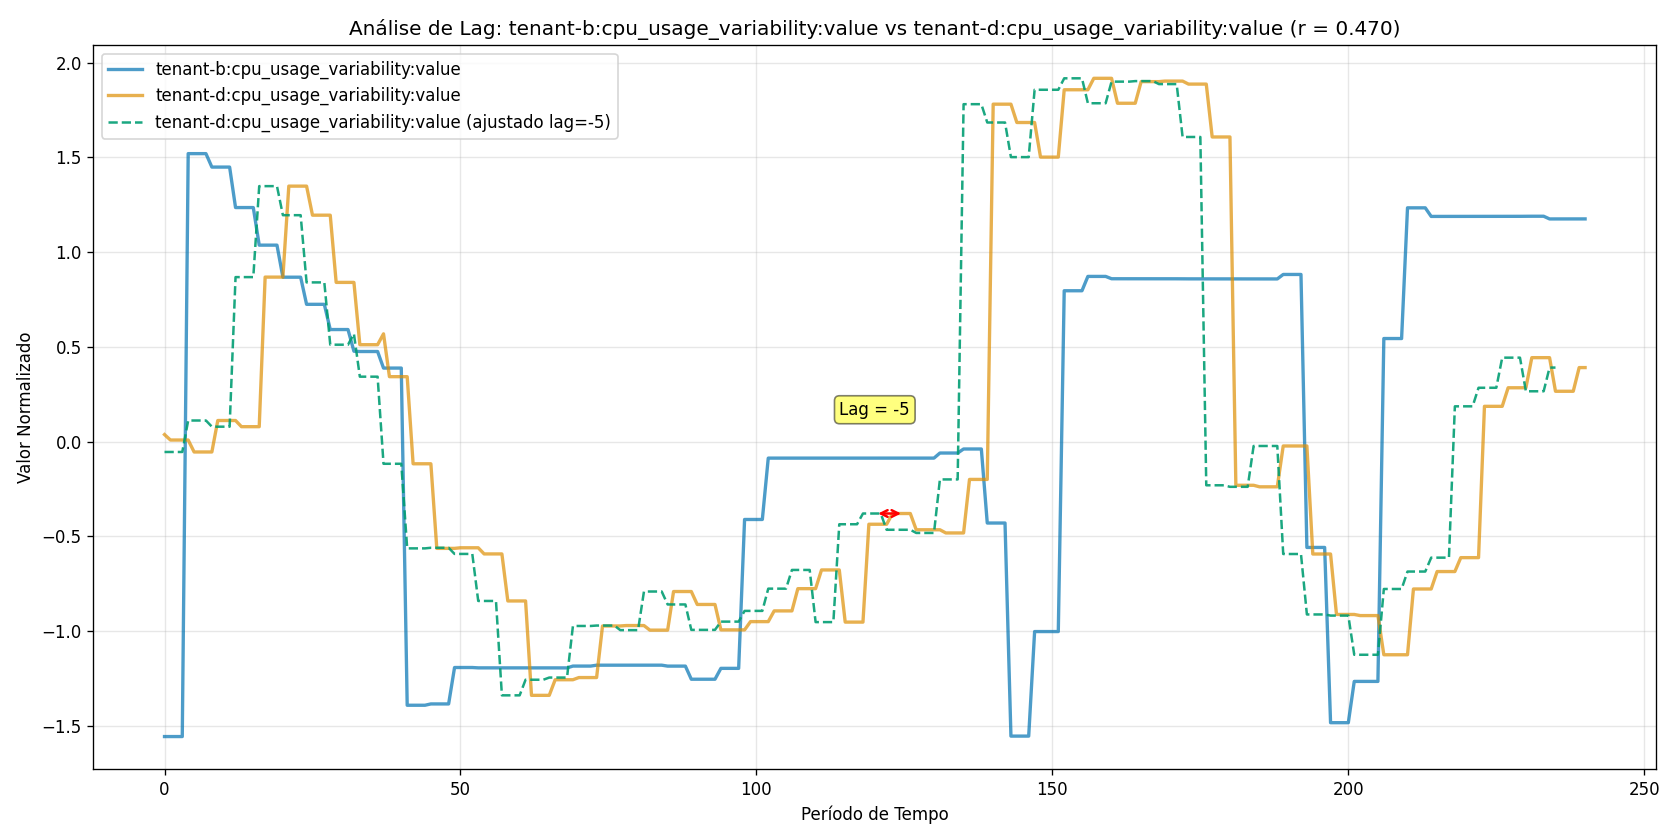 Análise de Lag: tenant-b:cpu_usage_variability:value vs tenant-d:cpu_usage_variability:value (r = 0.470)
tenant-b:cpu_usage_variability:value
tenant-d:cpu_usage_variability:value
tenant-d:cpu_usage_variability:value (ajustado lag=-5)
Valor Normalizado
2.0
1.5
1.0
0.5
0.0
−0.5
−1.0
−1.5
Lag = -5
0
50
100
150
200
250
Período de Tempo